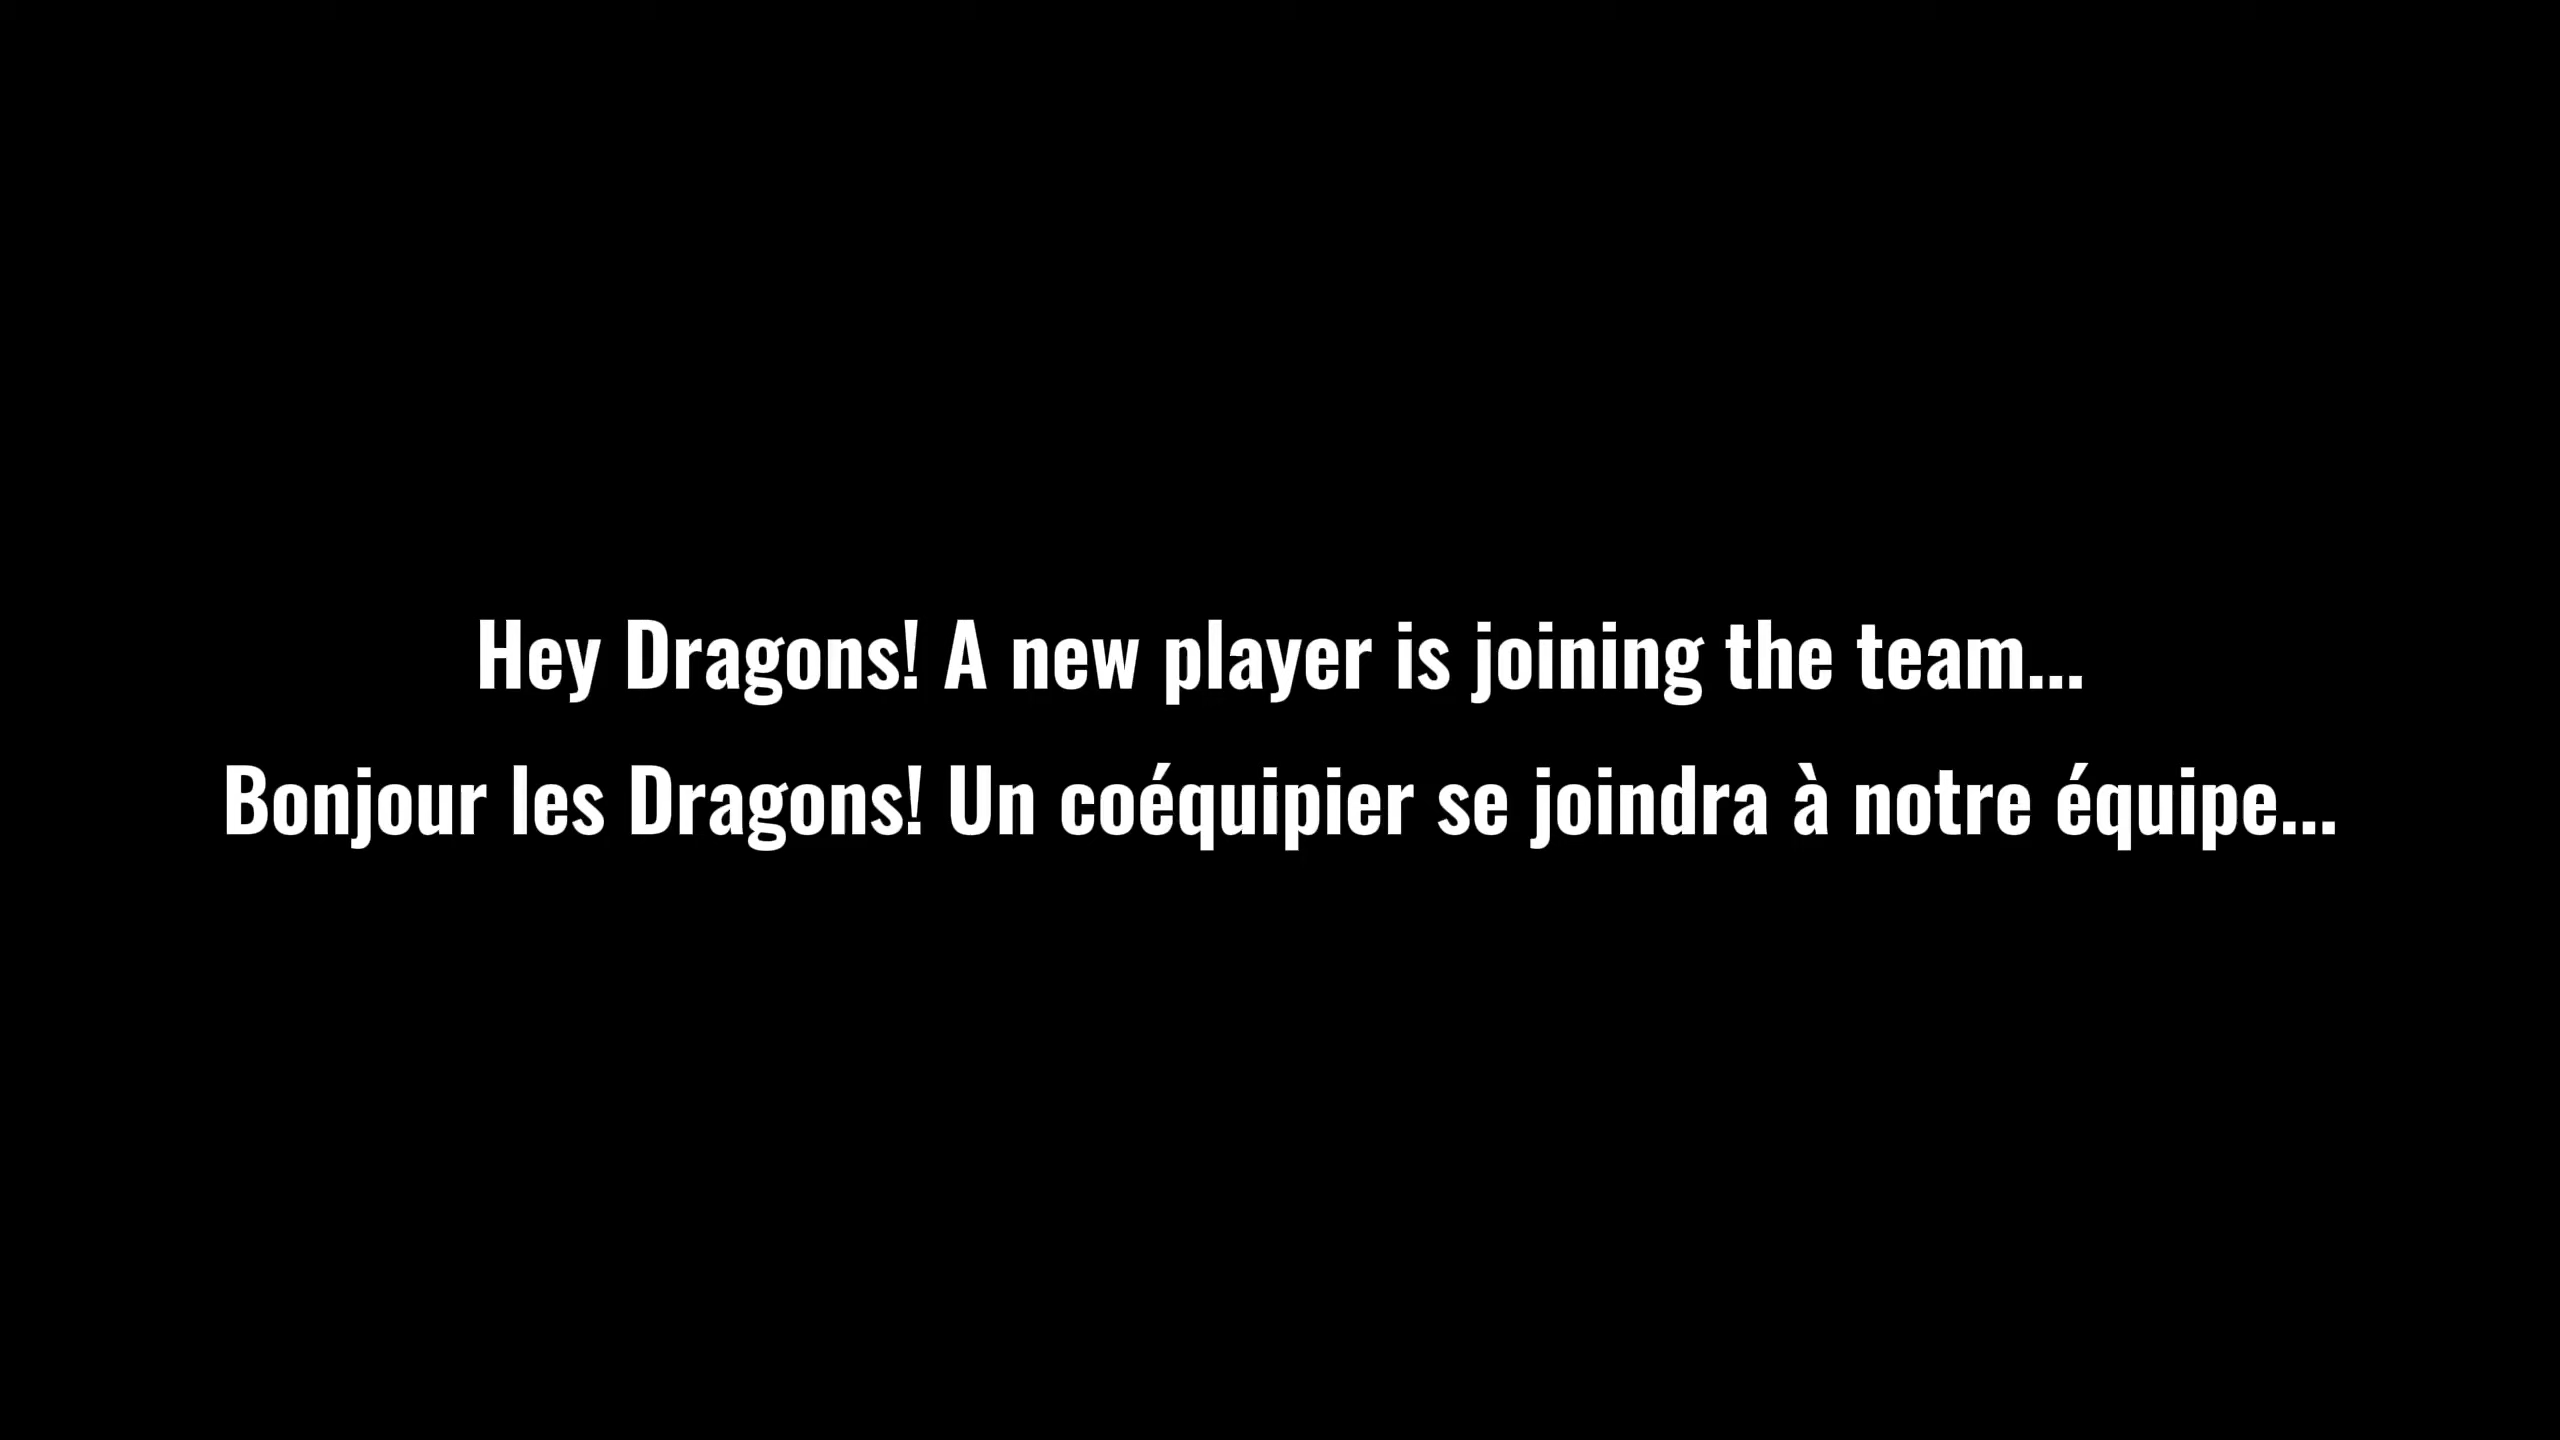 Hey Dragons! A new player is joining the team...
Bonjour les Dragons! Un coéquipier se joindra à notre équipe...